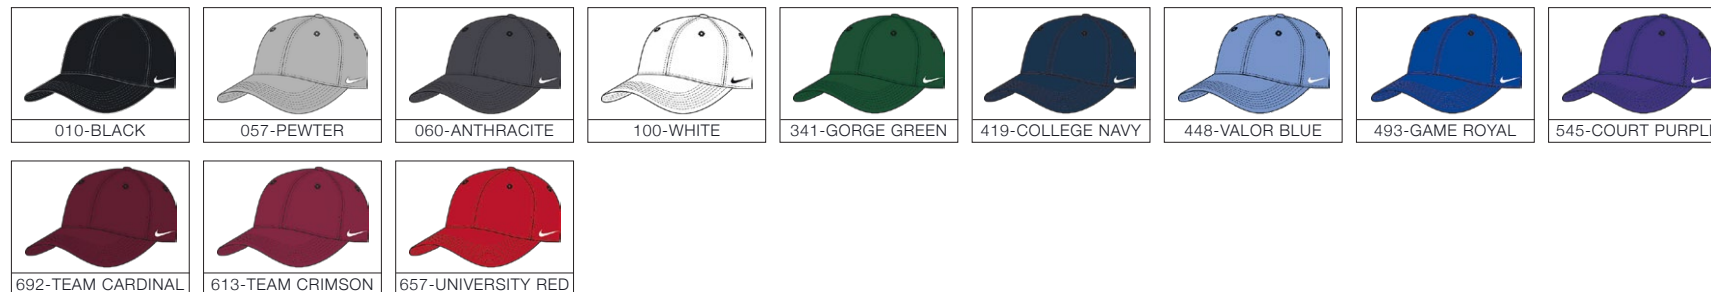 010-BLACK
057-PEWTER
060-ANTHRACITE
100-WHITE
341-GORGE GREEN
419-COLLEGE NAVY
448-VALOR BLUE
493-GAME ROYAL
545-COURT PURPL
692-TEAM CARDINAL
613-TEAM CRIMSON
657-UNIVERSITY RED